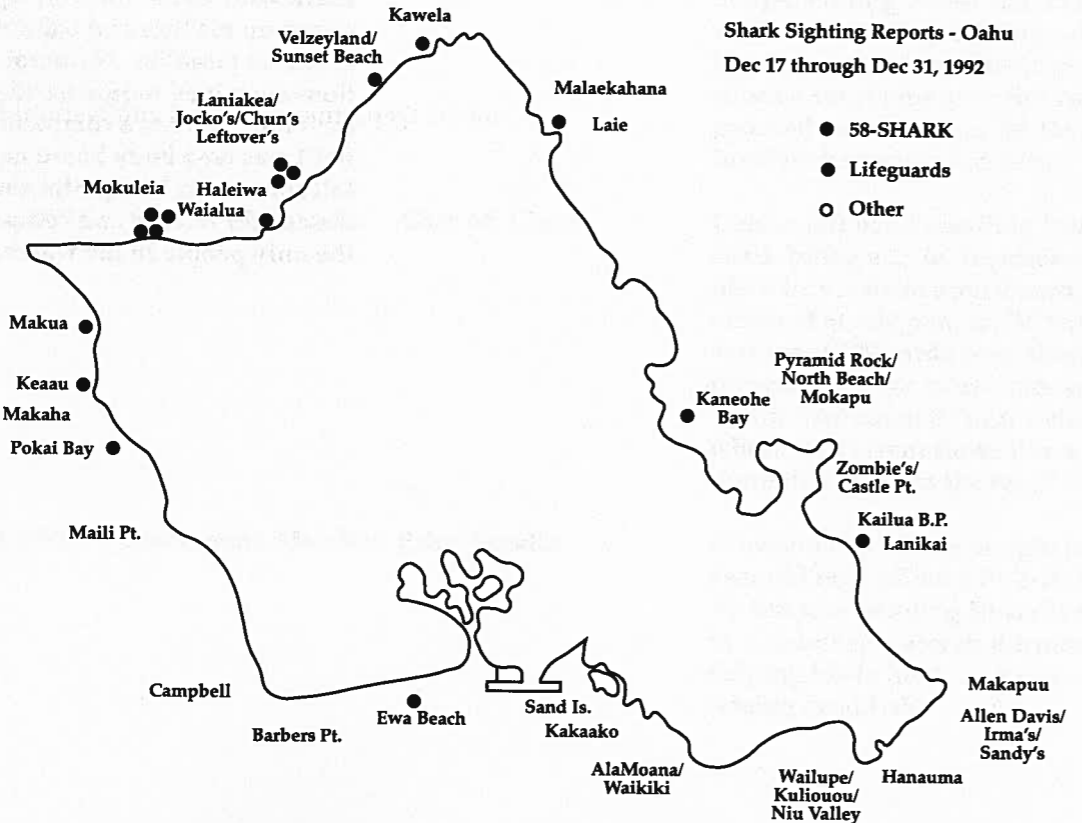 Shark Sighting Reports - Oahu
Dec 17 through Dec 31, 1992
58-SHARK
Lifeguards
Other
Kawela
Velzeyland/
Sunset Beach
Laniakea/
Jocko's/Chun's
Leftover's
Mokuleia
Haleiwa
Waialua
Malaekahana
Laie
Makua
Keaau
Makaha
Pokai Bay
Maili Pt.
Pyramid Rock/
North Beach/
Mokapu
Kaneohe
Bay
Zombie's/
Castle Pt.
Kailua B.P.
Lanikai
Campbell
Barbers Pt.
Ewa Beach
Sand Is.
Kakaako
AlaMoana/
Waikiki
Wailupe/
Kuliouou/
Niu Valley
Hanauma
Makapuu
Allen Davis/
Irma's/
Sandy's